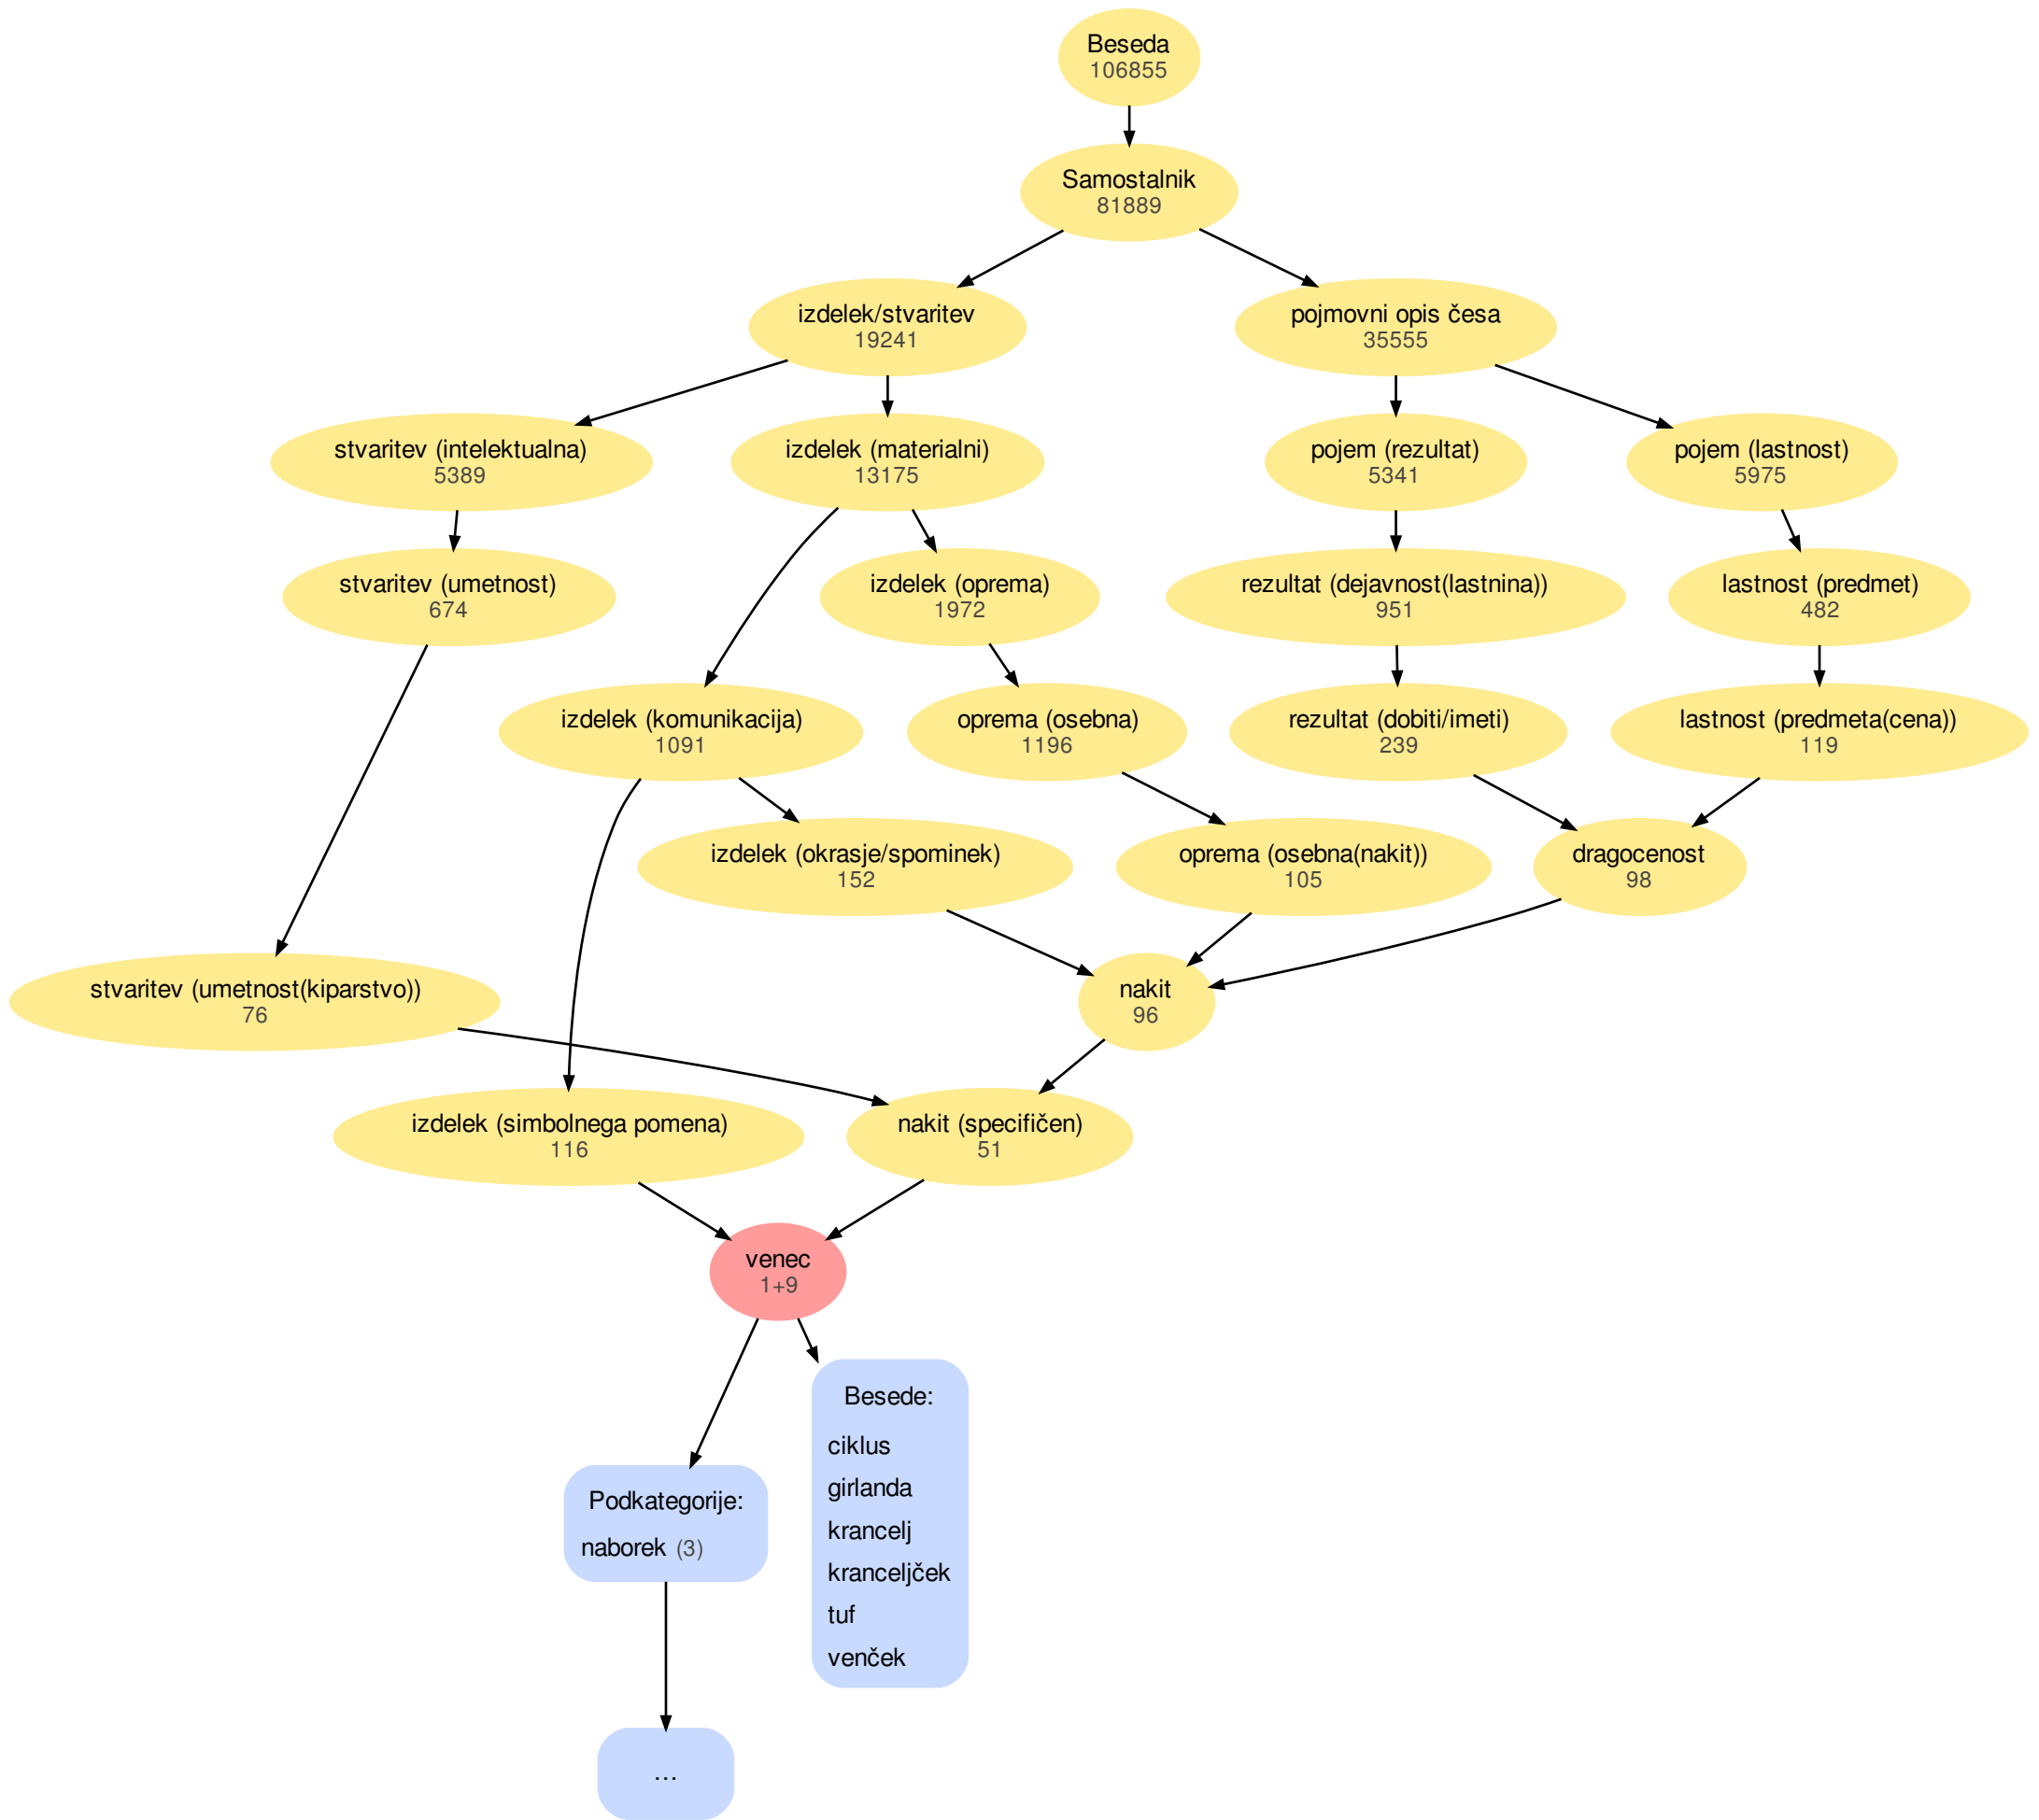 Beseda
106855
Samostalnik
81889
izdelek/stvaritev
19241
pojmovni opis česa
35555
stvaritev (intelektualna)
5389
izdelek (materialni)
13175
pojem (rezultat)
5341
pojem (lastnost)
5975
stvaritev (umetnost)
674
izdelek (oprema)
1972
rezultat (dejavnost(lastnina))
951
lastnost (predmet)
482
izdelek (komunikacija)
1091
oprema (osebna)
1196
rezultat (dobiti/imeti)
239
lastnost (predmeta(cena))
119
izdelek (okrasje/spominek)
152
oprema (osebna(nakit))
105
dragocenost
98
stvaritev (umetnost(kiparstvo))
76
nakit
96
izdelek (simbolnega pomena)
116
nakit (specifičen)
51
venec
1+9
Besede:
ciklus
girlanda
krancelj
kranceljček
tuf
venček
Podkategorije:
naborek (3)
...